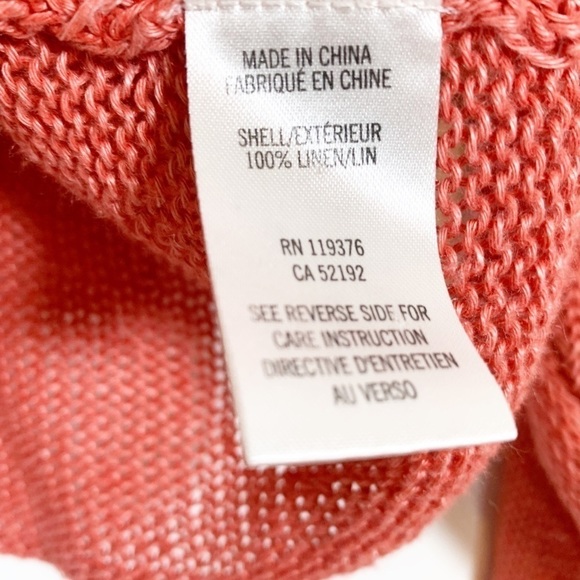 MADE IN CHINA
FABRIQUÉ EN CHINE
SHELL/EXTÉRIEUR
100% LINEN/LIN
RN 119376
CA 52192
SEE REVERSE SIDE FOR
CARE INSTRUCTION
DIRECTIVE D'ENTRETIEN
AU VERSO